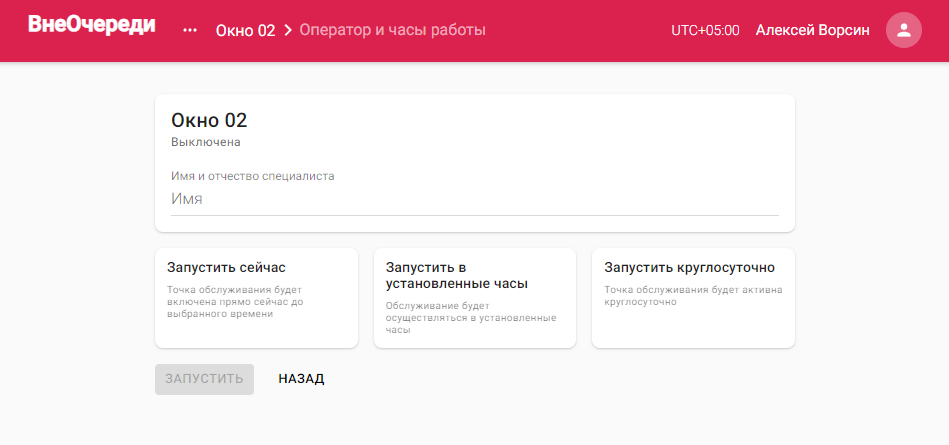 ВнеОчереди
••• Окно 02 > Оператор и часы работы
UTC+05:00 Алексей Ворсин
Окно 02
Выключена
Имя и отчество специалиста
Имя
Запустить сейчас
Точка обслуживания будет
включена прямо сейчас до
выбранного времени
Запустить в
установленные часы
Обслуживание будет
осуществляться в установленные
часы
Запустить круглосуточно
Точка обслуживания будет активна
круглосуточно
ЗАПУСТИТЬ
НАЗАД